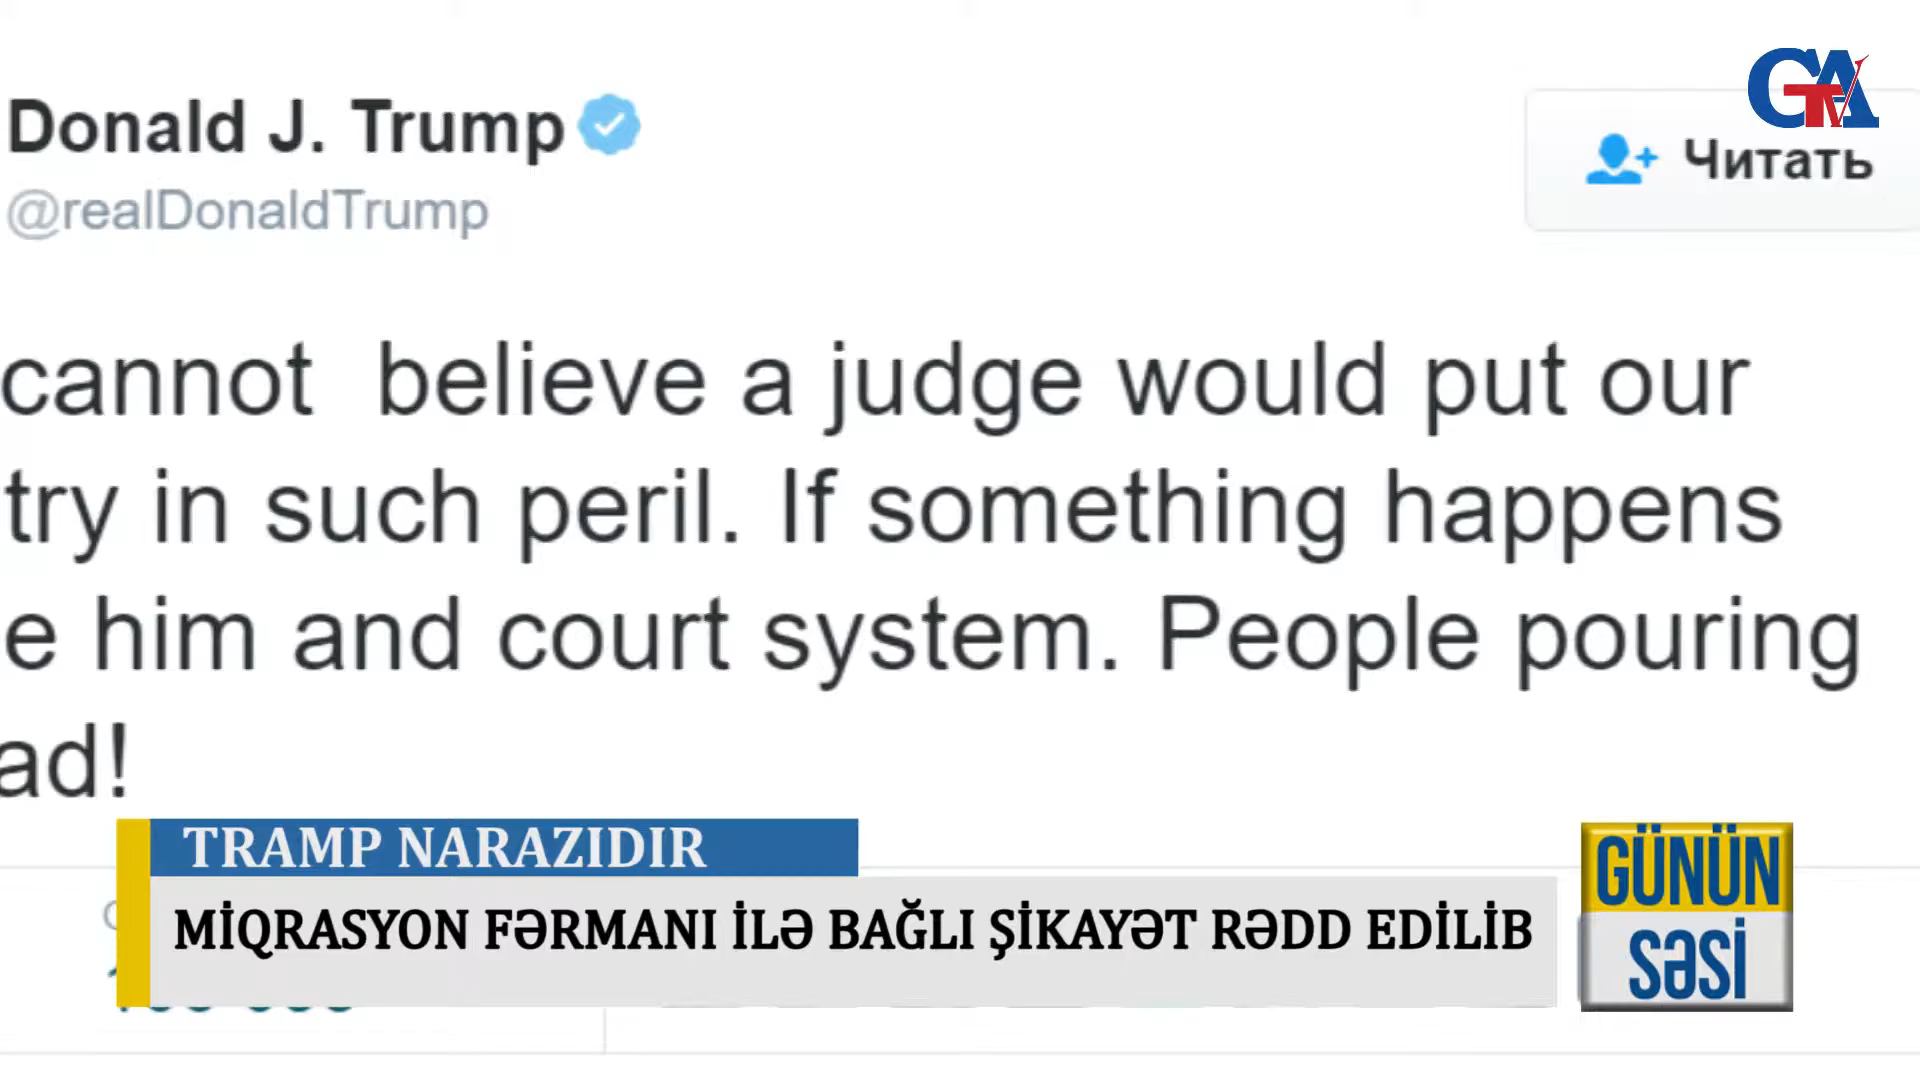 GTAV
Donald J. Trump
@realDonaldTrump
Читать
cannot believe a judge would put our
try in such peril. If something happens
e him and court system. People pouring
ad!
TRAMP NARAZIDIR
MİQRASYON FƏRMANI İLƏ BAĞLI ŞİKAYƏT RƏDD EDİLİB
GÜNÜN
SƏSİ